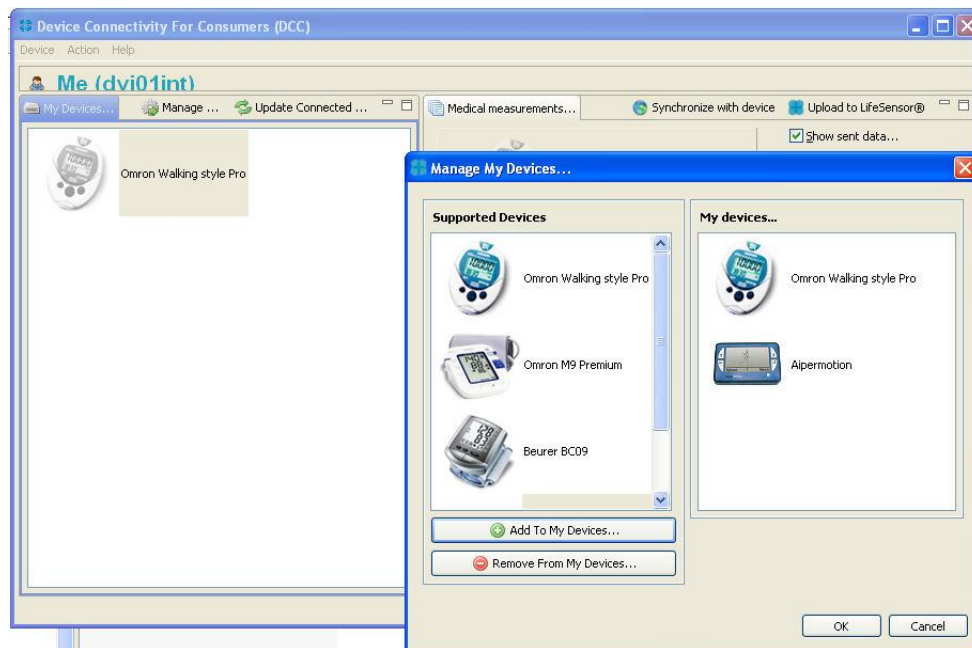 Device Connectivity For Consumers (DCC)
Device Action Help
Me (dvi01int)
My Devices... Manage ... Update Connected ...
Medical measurements... Synchronize with device Upload to LifeSensor®
Show sent data...
Omron Walking style Pro
Manage My Devices...
Supported Devices
Omron Walking style Pro
Omron M9 Premium
Beurer BC09
Add To My Devices...
Remove From My Devices...
My devices...
Omron Walking style Pro
Aipermotion
OK Cancel